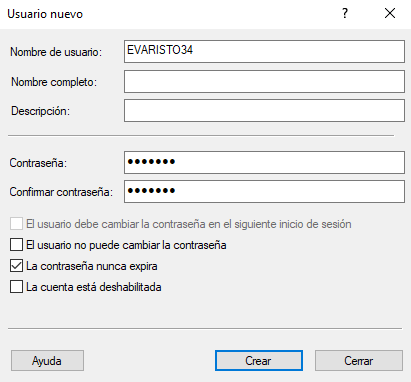 Usuario nuevo
?
Nombre de usuario: EVARISTO34
Nombre completo:
Descripción:
Contraseña: •••••••
Confirmar contraseña: •••••••
El usuario debe cambiar la contraseña en el siguiente inicio de sesión
El usuario no puede cambiar la contraseña
La contraseña nunca expira
La cuenta está deshabilitada
Ayuda Crear Cerrar